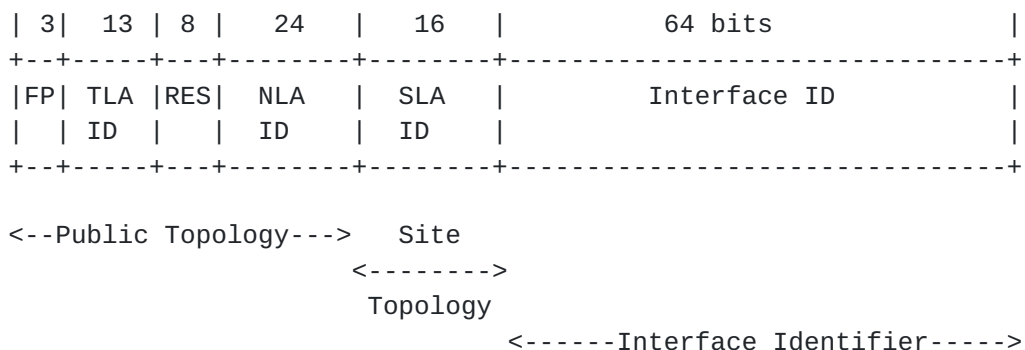 | 3|  13 | 8 |   24   |   16   |          64 bits               |
+--+-----+---+--------+--------+--------------------------------+
|FP| TLA |RES|  NLA   |  SLA   |         Interface ID           |
|  | ID  |   |  ID    |  ID    |                                |
+--+-----+---+--------+--------+--------------------------------+
<--Public Topology--->   Site
<-------->
Topology
<------Interface Identifier----->